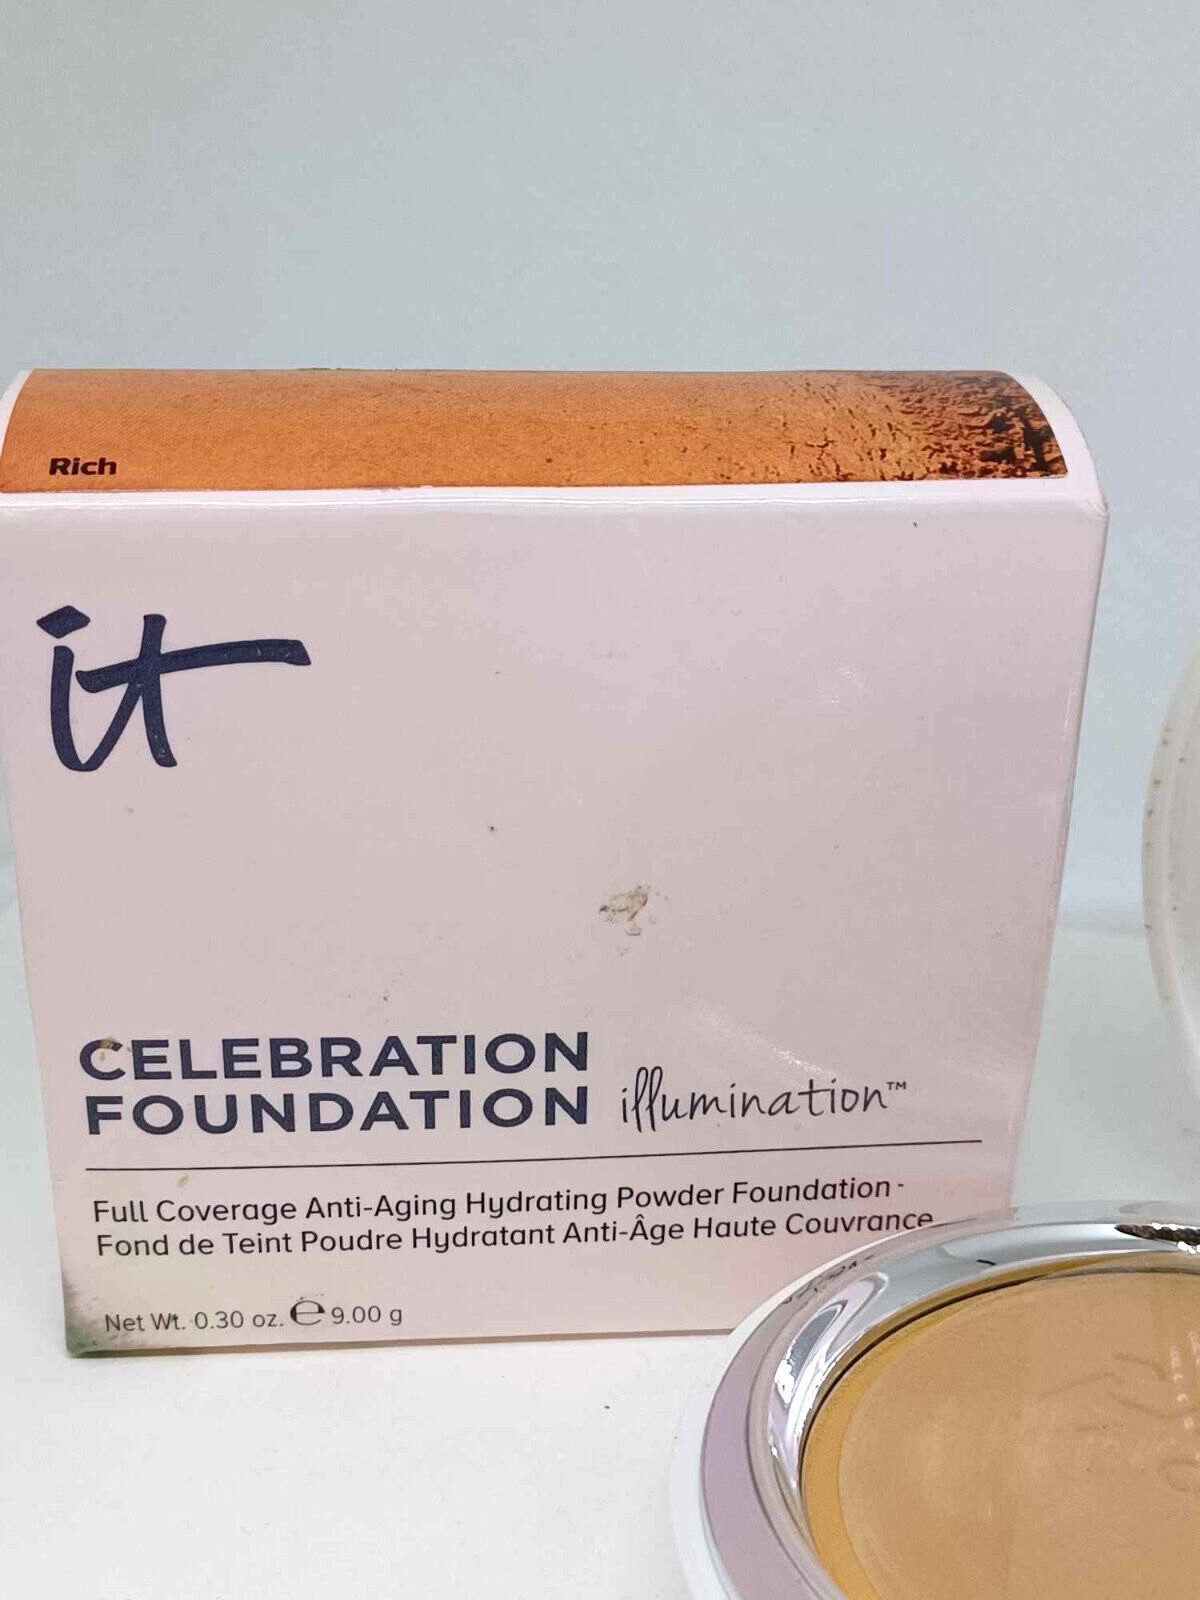 Rich
it
CELEBRATION
FOUNDATION illumination™
Full Coverage Anti-Aging Hydrating Powder Foundation -
Fond de Teint Poudre Hydratant Anti-Âge Haute Couvrance
Net Wt. 0.30 oz. ℮ 9.00 g